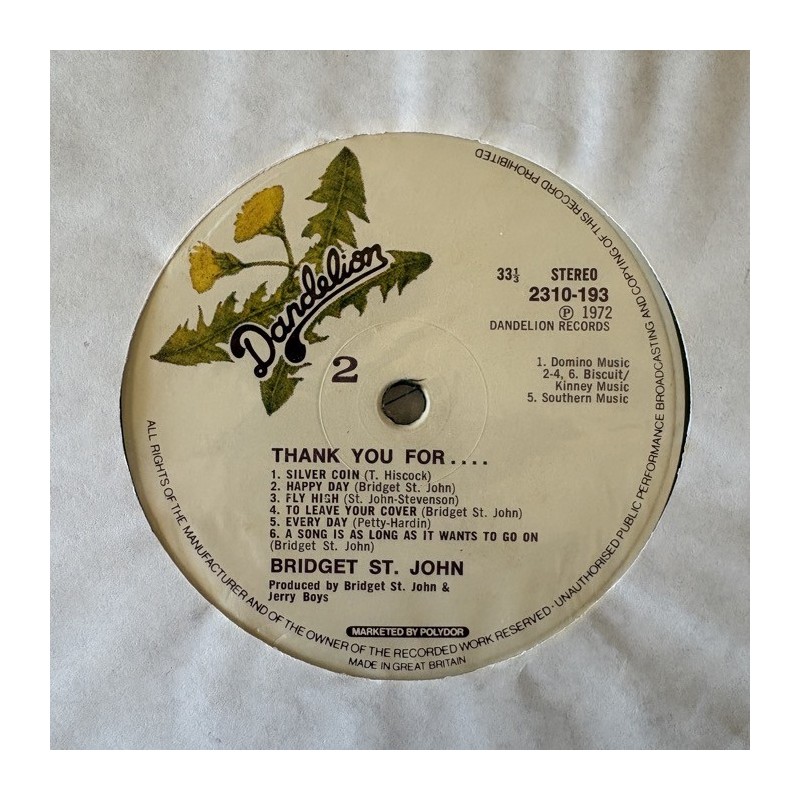 Dandelion
2
33⅓ STEREO
2310-193
Ⓟ 1972
DANDELION RECORDS
1. Domino Music
2-4, 6. Biscuit/
Kinney Music
5. Southern Music
THANK YOU FOR....
1. SILVER COIN (T. Hiscock)
2. HAPPY DAY (Bridget St. John)
3. FLY HIGH (St. John-Stevenson)
4. TO LEAVE YOUR COVER (Bridget St. John)
5. EVERY DAY (Petty-Hardin)
6. A SONG IS AS LONG AS IT WANTS TO GO ON
(Bridget St. John)
BRIDGET ST. JOHN
Produced by Bridget St. John &
Jerry Boys
MARKETED BY POLYDOR
MADE IN GREAT BRITAIN
ALL RIGHTS OF THE MANUFACTURER AND OF THE OWNER OF THE RECORDED WORK RESERVED · UNAUTHORISED PUBLIC PERFORMANCE BROADCASTING AND COPYING OF THIS RECORD PROHIBITED